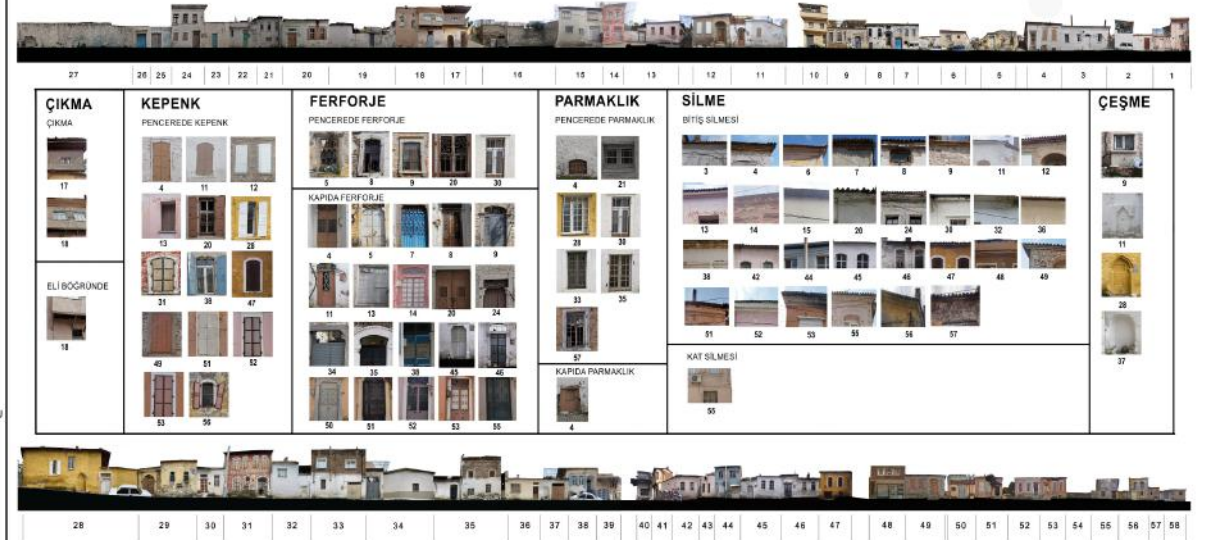 27 26 25 24 23 22 21 20 19 18 17 16 15 14 13 12 11 10 9 8 7 6 5 4 3 2 1
ÇIKMA
ÇIKMA
17
18
ELİ BÖĞRÜNDE
18
KEPENK
PENCEREDE KEPENK
4 11 12
13 20 28
31 38 47
49 51 52
53 56
FERFORJE
PENCEREDE FERFORJE
5 8 9 20 30
KAPIDA FERFORJE
4 5 7 8 9
11 13 14 20 24
34 35 38 45 46
50 51 52 53 55
PARMAKLIK
PENCEREDE PARMAKLIK
4 21
28 30
33 35
57
KAPIDA PARMAKLIK
4
SİLME
BİTİŞ SİLMESİ
3 4 6 7 8 9 11 12
13 14 15 20 24 30 32 36
38 42 44 45 46 47 48 49
51 52 53 55 56 57
KAT SİLMESİ
55
ÇEŞME
9
11
28
37
28 29 30 31 32 33 34 35 36 37 38 39 40 41 42 43 44 45 46 47 48 49 50 51 52 53 54 55 56 57 58